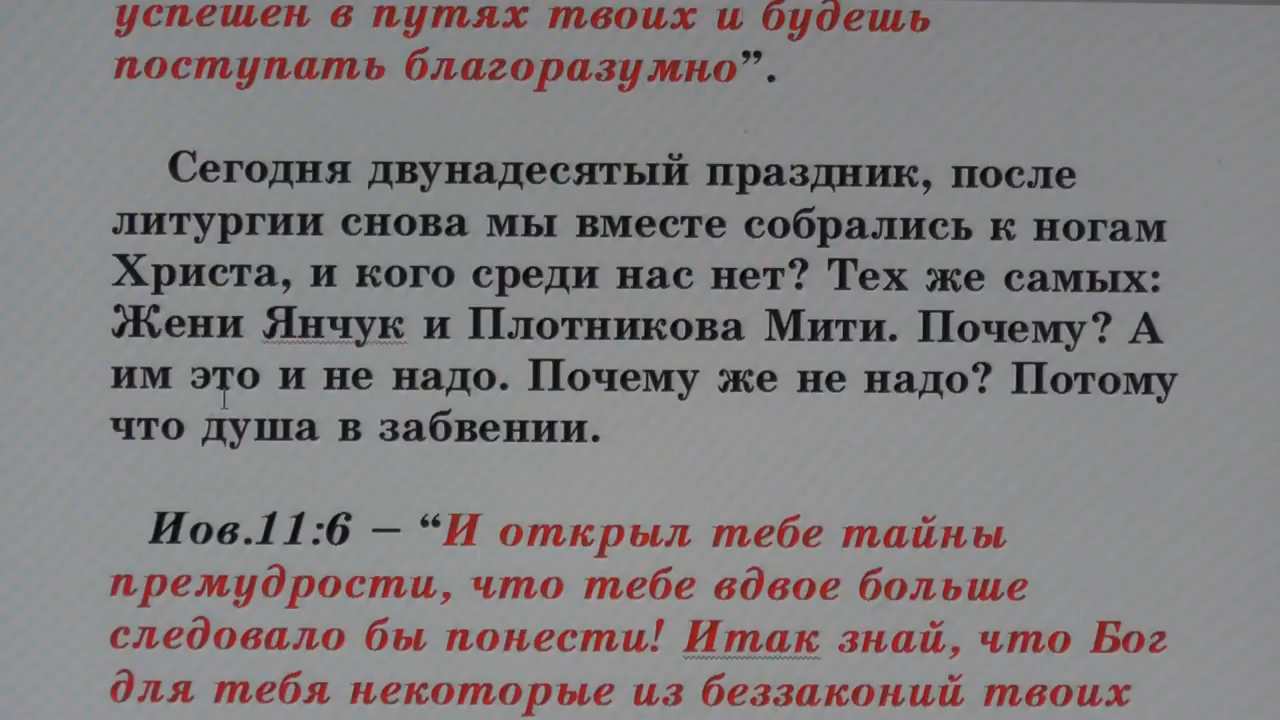 успешен в путях твоих и будешь
поступать благоразумно”.
Сегодня двунадесятый праздник, после
литургии снова мы вместе собрались к ногам
Христа, и кого среди нас нет? Тех же самых:
Жени Янчук и Плотникова Мити. Почему? А
им это и не надо. Почему же не надо? Потому
что душа в забвении.
Иов.11:6 – “И открыл тебе тайны
премудрости, что тебе вдвое больше
следовало бы понести! Итак знай, что Бог
для тебя некоторые из беззаконий твоих